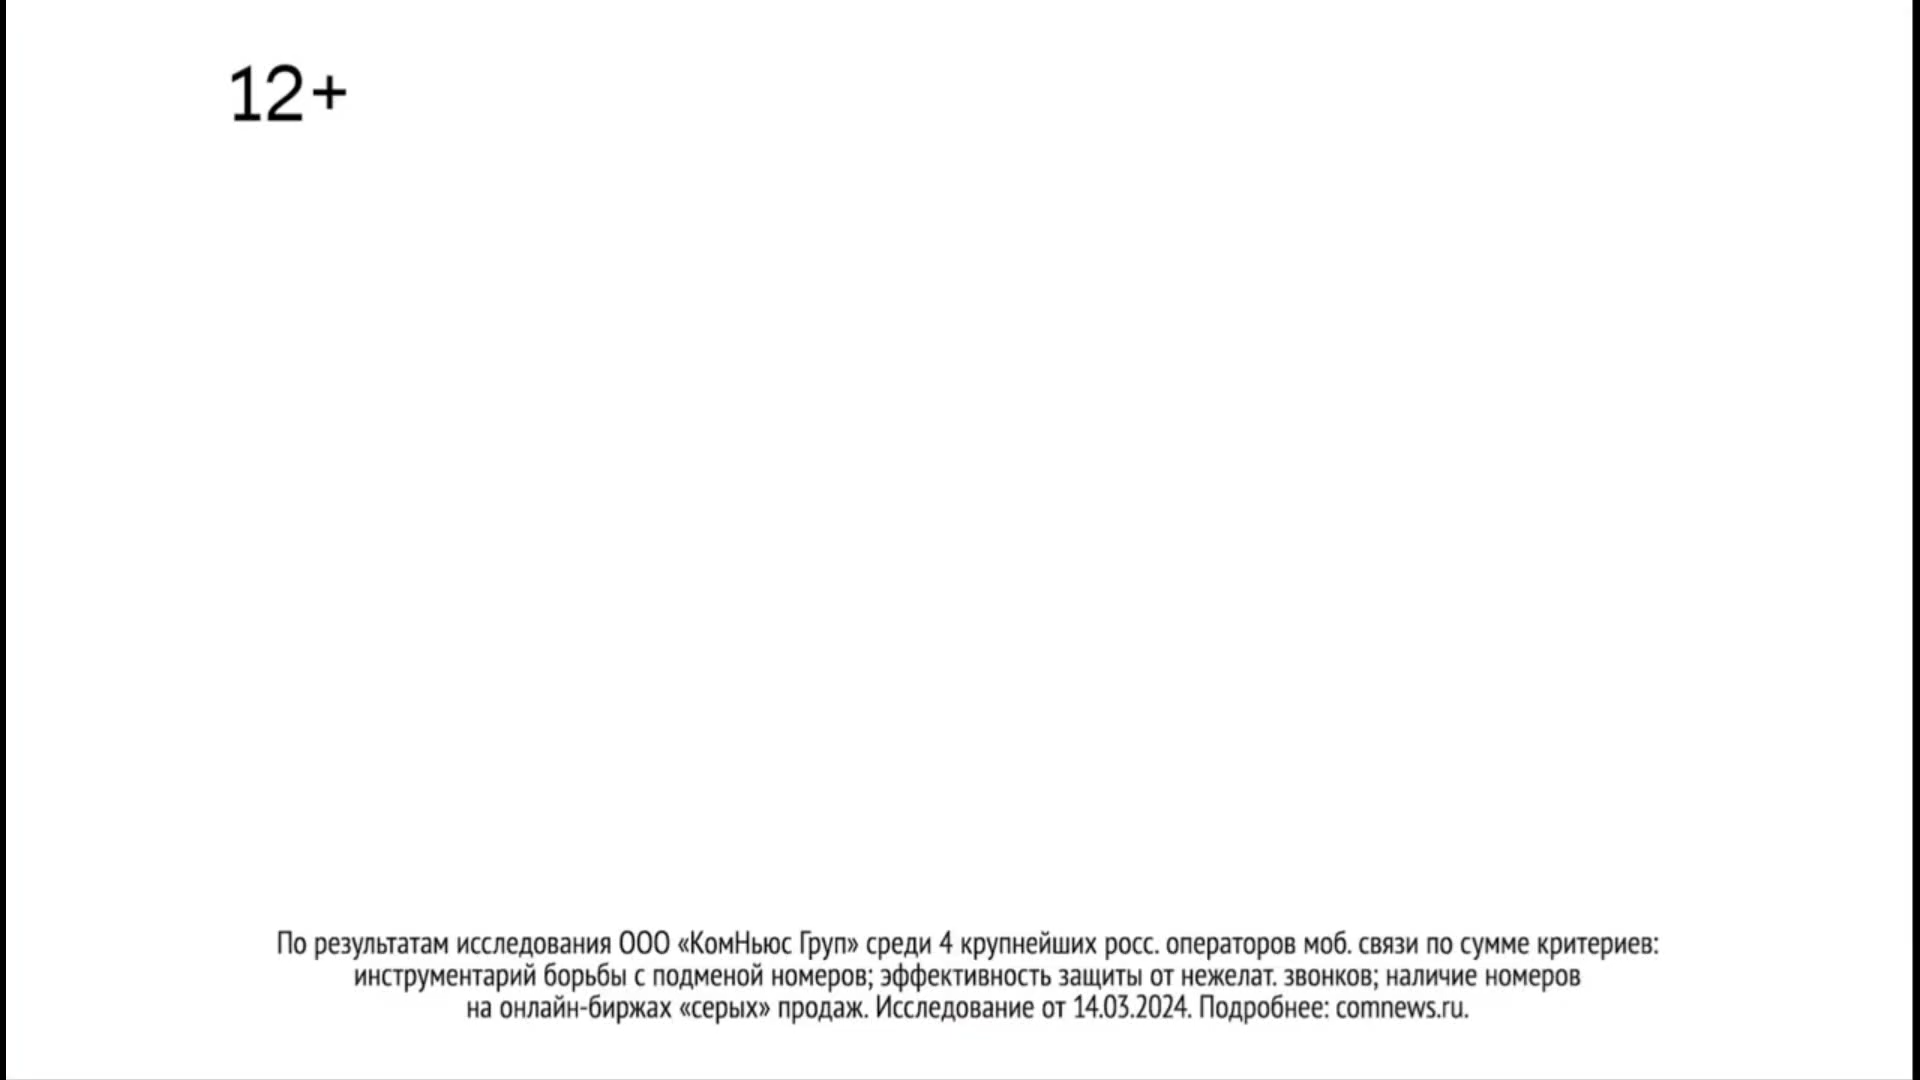 12+
По результатам исследования ООО «КомНьюс Груп» среди 4 крупнейших росс. операторов моб. связи по сумме критериев:
инструментарий борьбы с подменой номеров; эффективность защиты от нежелат. звонков; наличие номеров
на онлайн-биржах «серых» продаж. Исследование от 14.03.2024. Подробнее: comnews.ru.